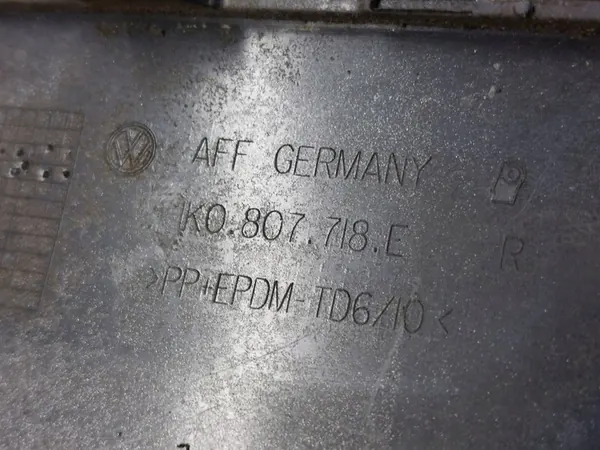 AFF GERMANY
1K0.807.718.E R
>PP+EPDM-TD6/10<